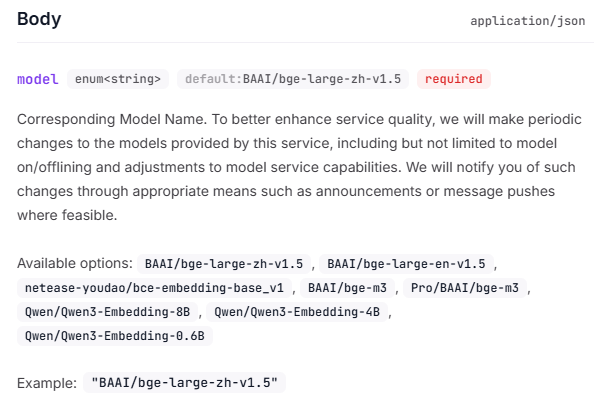 Body application/json
model enum<string> default:BAAI/bge-large-zh-v1.5 required
Corresponding Model Name. To better enhance service quality, we will make periodic
changes to the models provided by this service, including but not limited to model
on/offlining and adjustments to model service capabilities. We will notify you of such
changes through appropriate means such as announcements or message pushes
where feasible.
Available options: BAAI/bge-large-zh-v1.5 , BAAI/bge-large-en-v1.5 ,
netease-youdao/bce-embedding-base_v1 , BAAI/bge-m3 , Pro/BAAI/bge-m3 ,
Qwen/Qwen3-Embedding-8B , Qwen/Qwen3-Embedding-4B ,
Qwen/Qwen3-Embedding-0.6B
Example: "BAAI/bge-large-zh-v1.5"